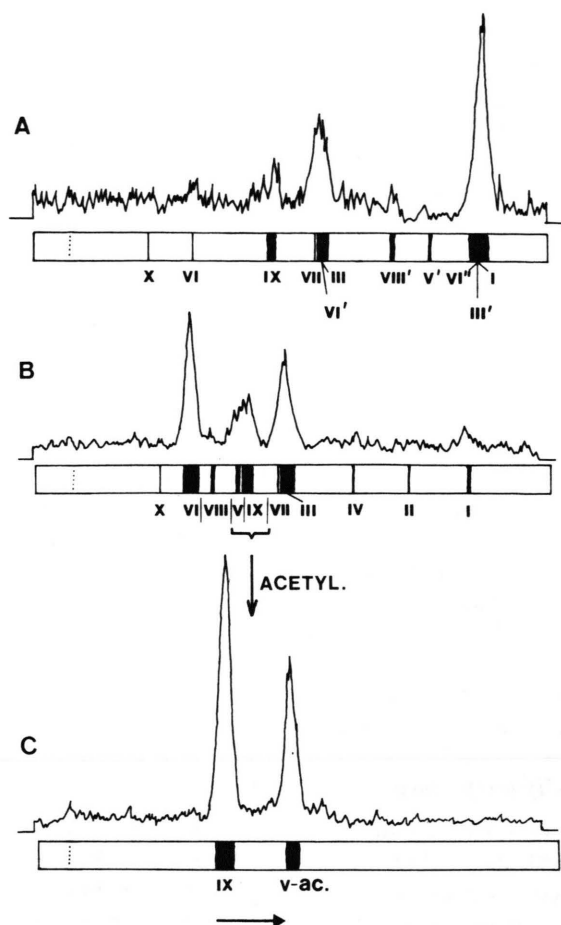 A
X VI IX VII III VIII' V' VI" I
VI' III'
B
X VI VIII V IX VII III IV II I
ACETYL.
C
IX V-ac.